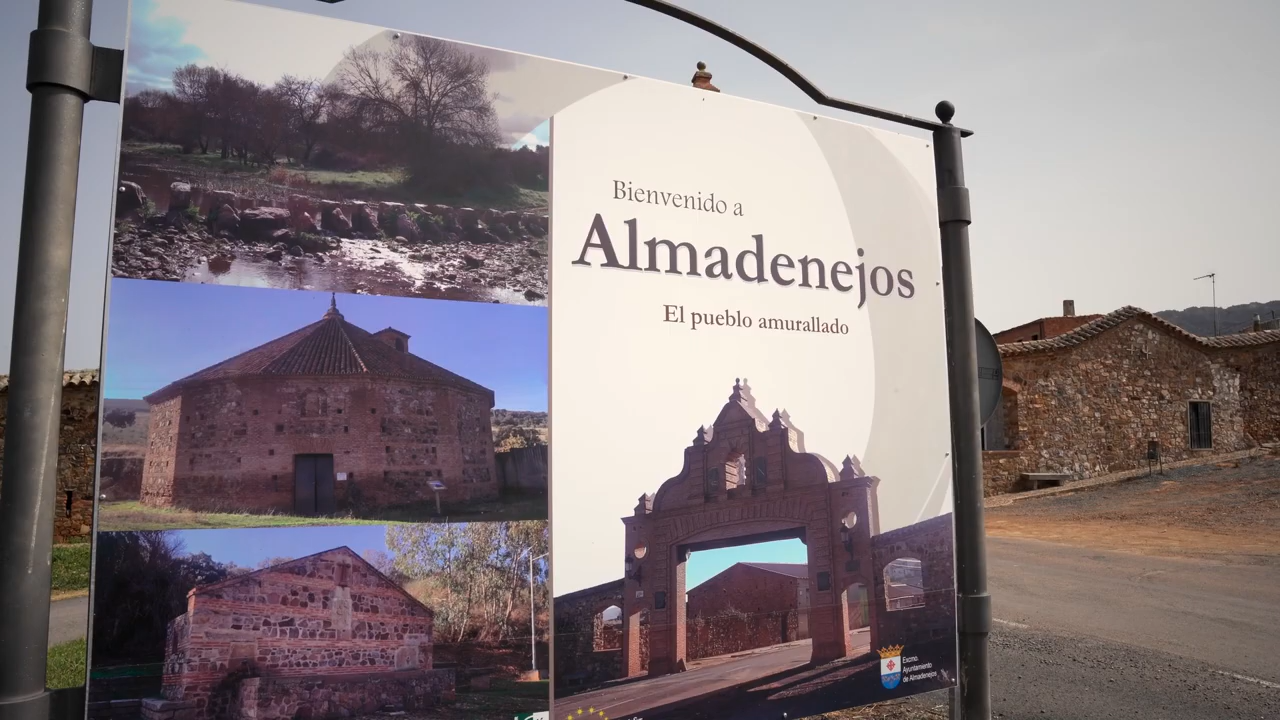 Bienvenido a
Almadenejos
El pueblo amurallado
Excmo.
Ayuntamiento
de Almadenejos